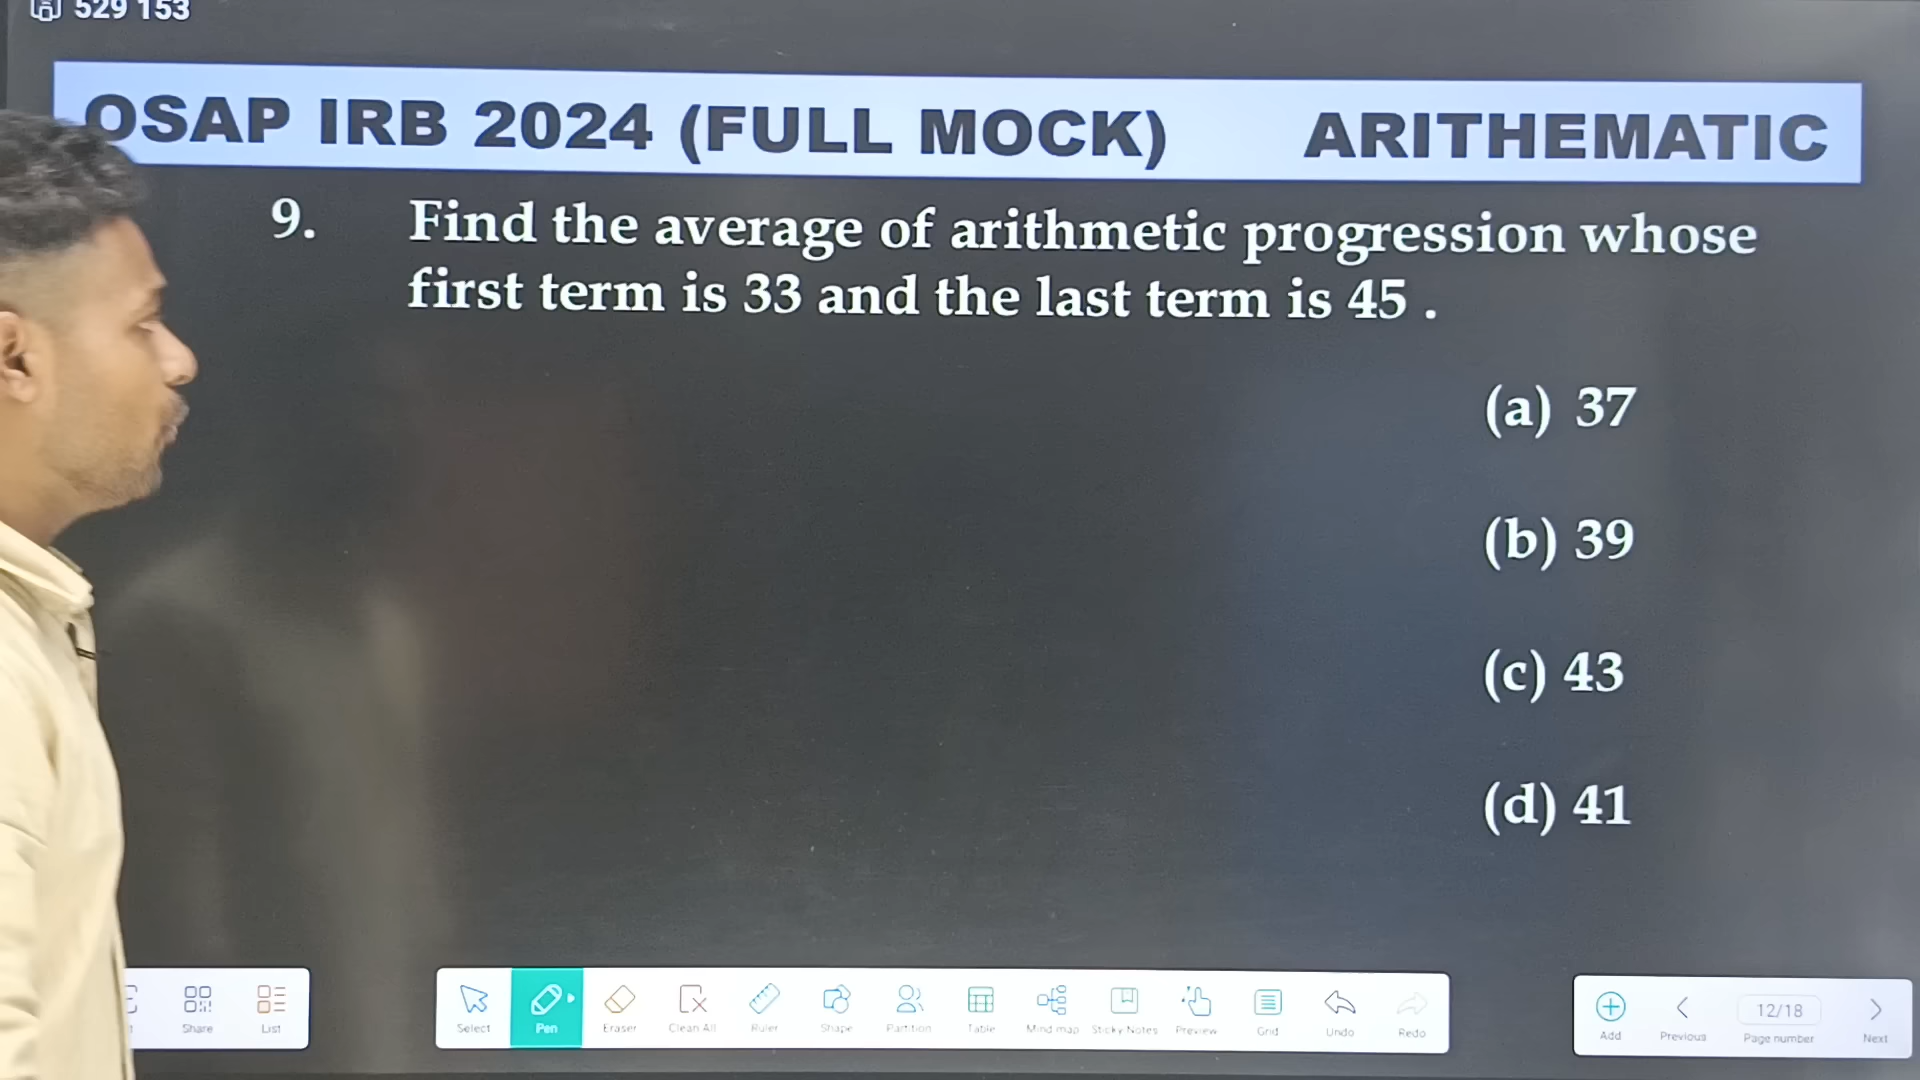 529 153
OSAP IRB 2024 (FULL MOCK) ARITHEMATIC
9. Find the average of arithmetic progression whose
first term is 33 and the last term is 45 .
(a) 37
(b) 39
(c) 43
(d) 41
Share List Select Pen Eraser Clean All Ruler Shape Partition Table Mind map Sticky Notes Preview Grid Undo Redo Add Previous 12/18 Page number Next